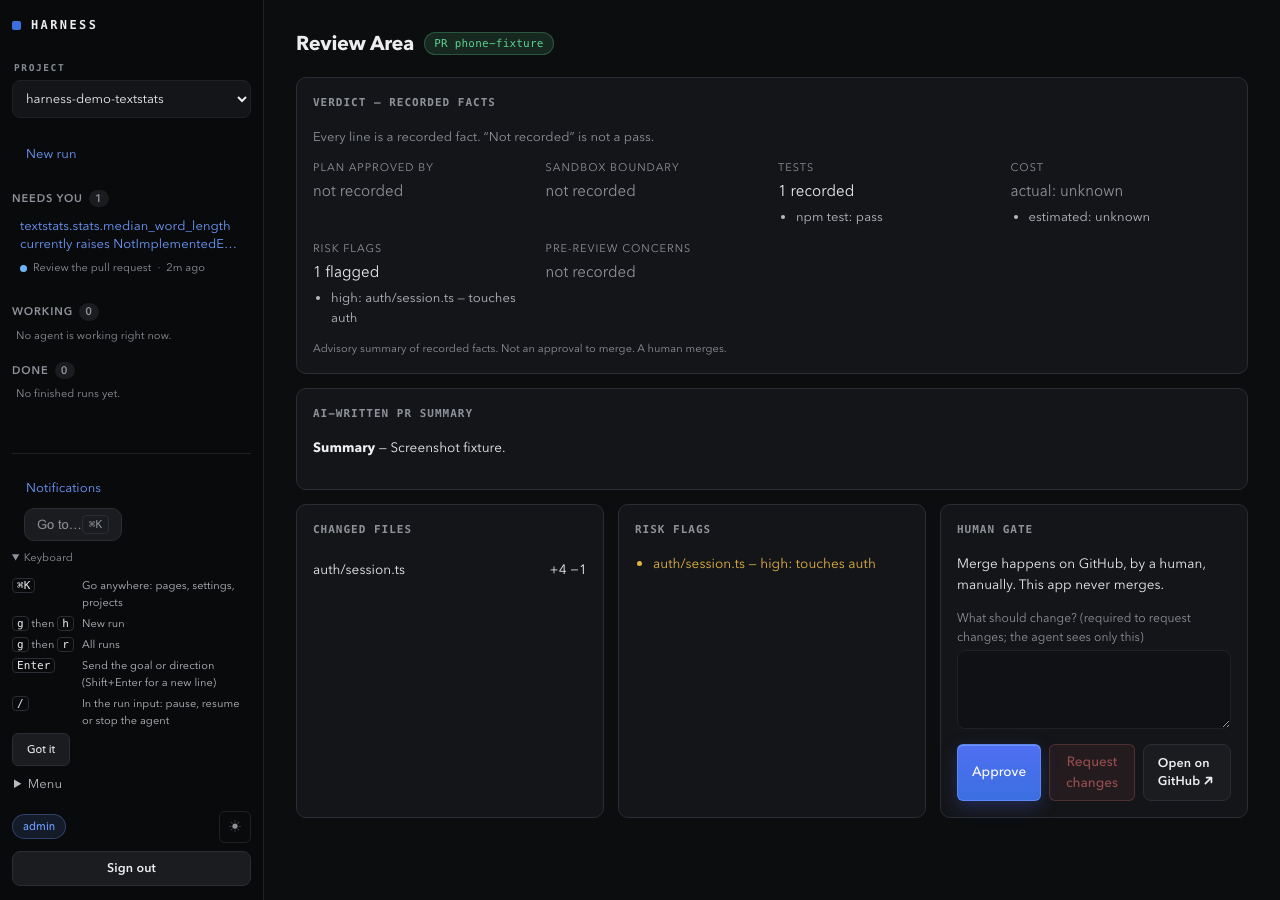 HARNESS
PROJECT
harness-demo-textstats
New run
NEEDS YOU 1
textstats.stats.median_word_length
currently raises NotImplementedE…
Review the pull request · 2m ago
WORKING 0
No agent is working right now.
DONE 0
No finished runs yet.
Notifications
Go to… ⌘K
▼ Keyboard
⌘K Go anywhere: pages, settings,
projects
g then h New run
g then r All runs
Enter Send the goal or direction
(Shift+Enter for a new line)
/ In the run input: pause, resume
or stop the agent
Got it
▶ Menu
admin
Sign out
Review Area PR phone-fixture
VERDICT — RECORDED FACTS
Every line is a recorded fact. “Not recorded” is not a pass.
PLAN APPROVED BY
not recorded
SANDBOX BOUNDARY
not recorded
TESTS
1 recorded
• npm test: pass
COST
actual: unknown
• estimated: unknown
RISK FLAGS
1 flagged
• high: auth/session.ts — touches
auth
PRE-REVIEW CONCERNS
not recorded
Advisory summary of recorded facts. Not an approval to merge. A human merges.
AI-WRITTEN PR SUMMARY
Summary — Screenshot fixture.
CHANGED FILES
auth/session.ts +4 −1
RISK FLAGS
• auth/session.ts — high: touches auth
HUMAN GATE
Merge happens on GitHub, by a human,
manually. This app never merges.
What should change? (required to request
changes; the agent sees only this)
Approve
Request
changes
Open on
GitHub ↗